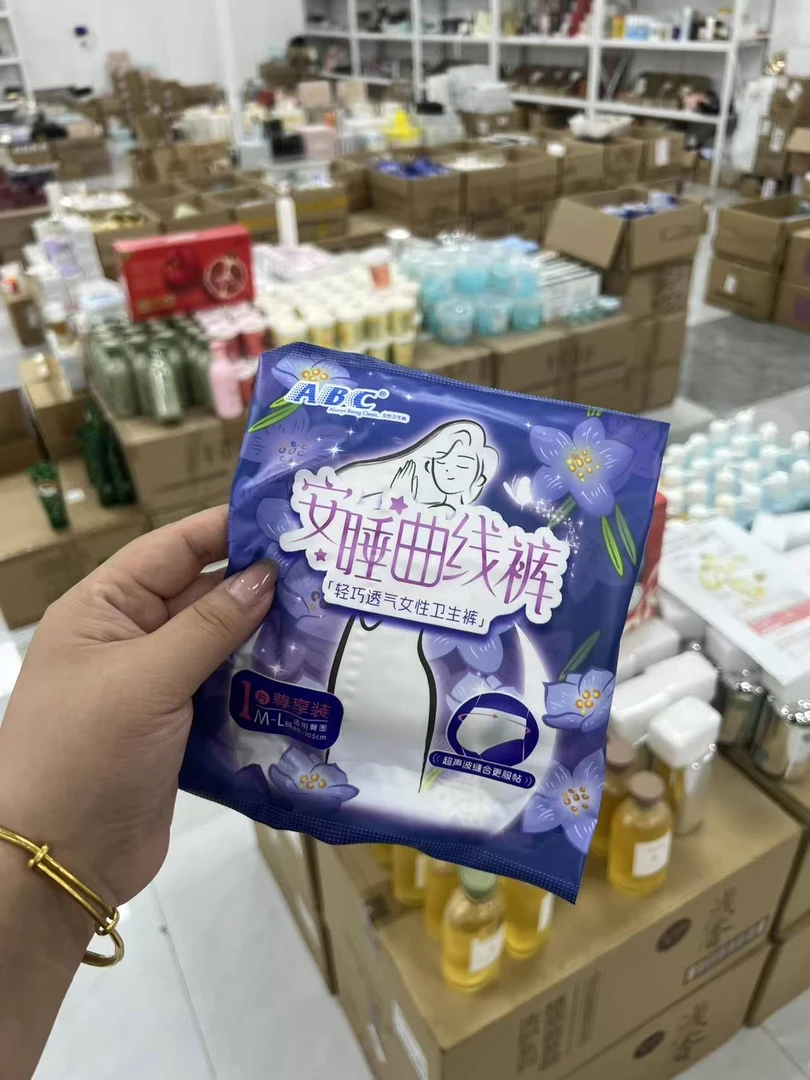 ABC®
Always Being Clean
安睡曲线裤
「轻巧透气女性卫生裤」
1片 尊享装
M-L
超声波缝合更服帖